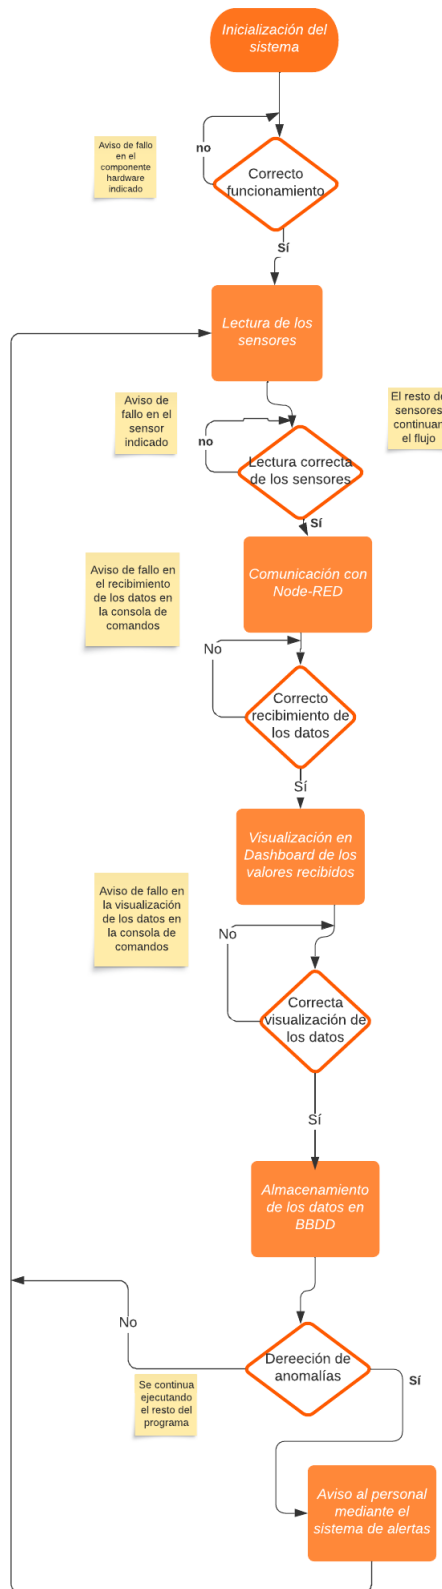 Inicialización del
sistema
no
Aviso de fallo
en el
componente
hardware
indicado
Correcto
funcionamiento
Sí
Lectura de los
sensores
Aviso de
fallo en el
sensor
indicado
no
El resto de
sensores
continuan
el flujo
Lectura correcta
de los sensores
Sí
Aviso de fallo en
el recibimiento
de los datos en
la consola de
comandos
Comunicación con
Node-RED
No
Correcto
recibimiento de
los datos
Sí
Visualización en
Dashboard de los
valores recibidos
Aviso de fallo en
la visualización
de los datos en
la consola de
comandos
No
Correcta
visualización de
los datos
Sí
Almacenamiento
de los datos en
BBDD
No
Dereeción de
anomalías
Sí
Se continua
ejecutando
el resto del
programa
Aviso al personal
mediante el
sistema de alertas